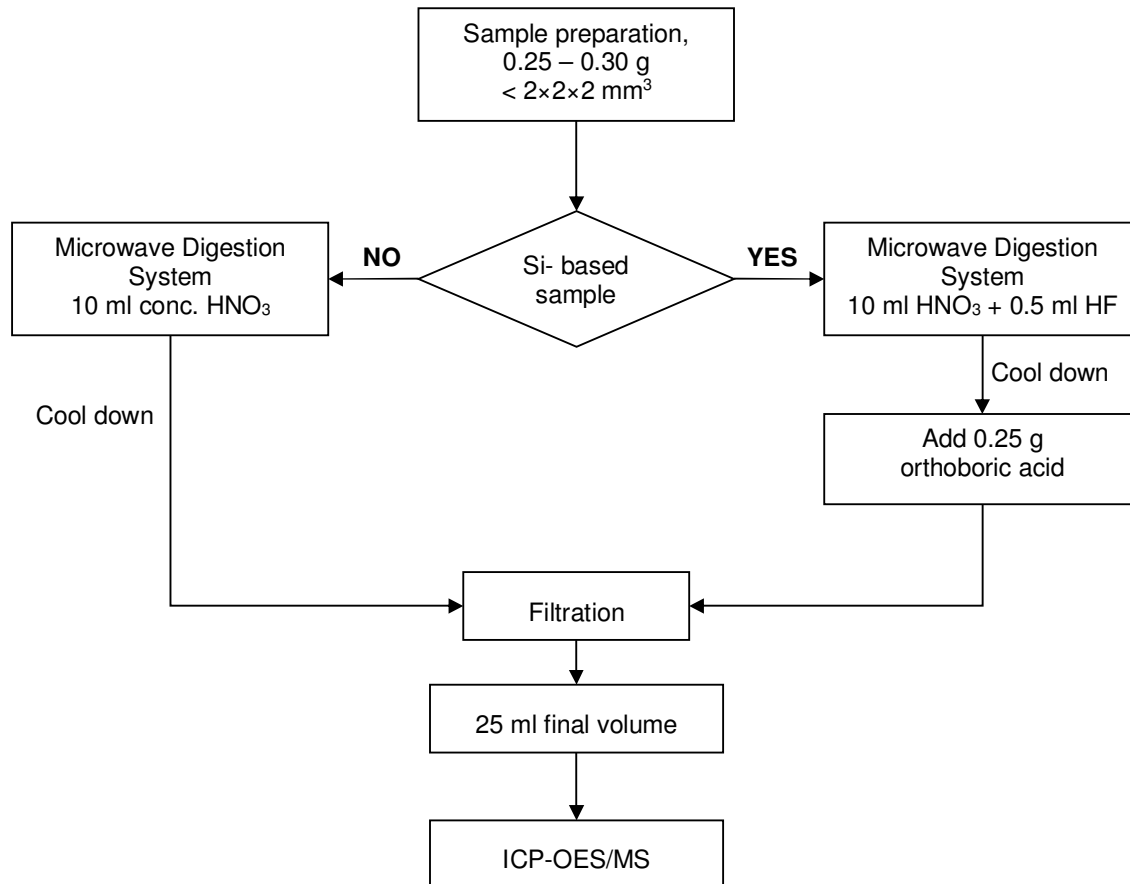 Sample preparation,
0.25 – 0.30 g
< 2×2×2 mm³
Microwave Digestion
System
10 ml conc. HNO₃
NO
Si- based
sample
YES
Microwave Digestion
System
10 ml HNO₃ + 0.5 ml HF
Cool down
Cool down
Add 0.25 g
orthoboric acid
Filtration
25 ml final volume
ICP-OES/MS